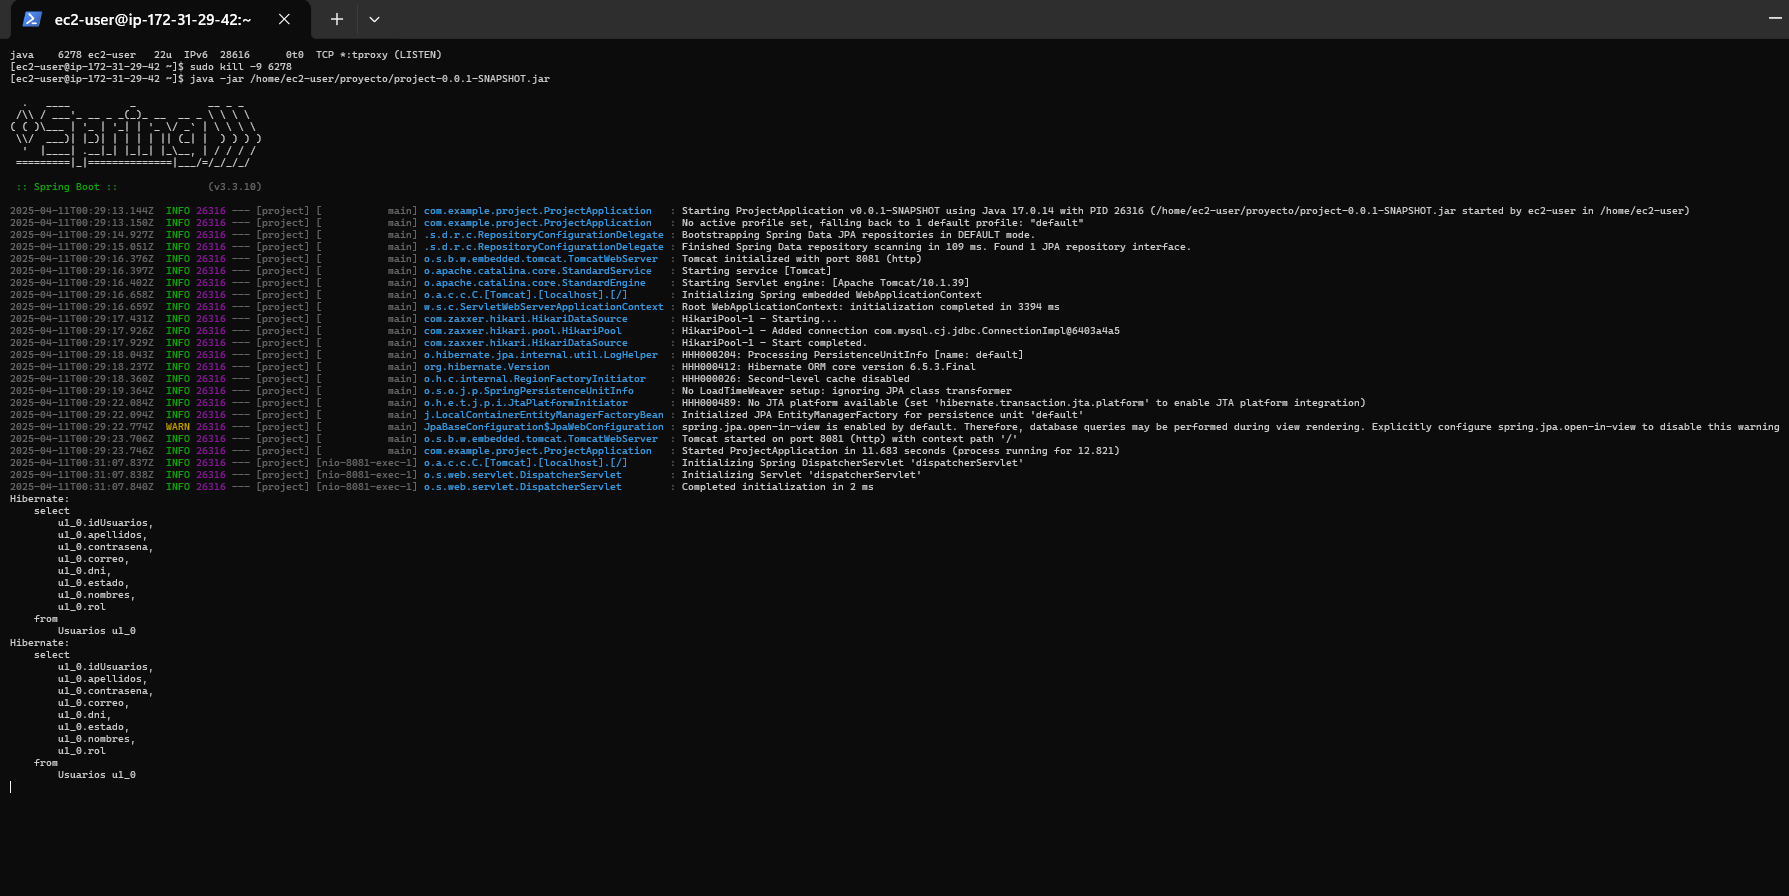 ec2-user@ip-172-31-29-42:~
java    6278 ec2-user   22u  IPv6  28616      0t0  TCP *:tproxy (LISTEN)
[ec2-user@ip-172-31-29-42 ~]$ sudo kill -9 6278
[ec2-user@ip-172-31-29-42 ~]$ java -jar /home/ec2-user/proyecto/project-0.0.1-SNAPSHOT.jar
  .   ____          _            __ _ _
 /\\ / ___'_ __ _ _(_)_ __  __ _ \ \ \ \
( ( )\___ | '_ | '_| | '_ \/ _` | \ \ \ \
 \\/  ___)| |_)| | | | | || (_| |  ) ) ) )
  '  |____| .__|_| |_|_| |_\__, | / / / /
 =========|_|==============|___/=/_/_/_/
 :: Spring Boot ::               (v3.3.10)
2025-04-11T00:29:13.144Z  INFO 26316 --- [project] [           main] com.example.project.ProjectApplication   : Starting ProjectApplication v0.0.1-SNAPSHOT using Java 17.0.14 with PID 26316 (/home/ec2-user/proyecto/project-0.0.1-SNAPSHOT.jar started by ec2-user in /home/ec2-user)
2025-04-11T00:29:13.150Z  INFO 26316 --- [project] [           main] com.example.project.ProjectApplication   : No active profile set, falling back to 1 default profile: "default"
2025-04-11T00:29:14.927Z  INFO 26316 --- [project] [           main] .s.d.r.c.RepositoryConfigurationDelegate : Bootstrapping Spring Data JPA repositories in DEFAULT mode.
2025-04-11T00:29:15.051Z  INFO 26316 --- [project] [           main] .s.d.r.c.RepositoryConfigurationDelegate : Finished Spring Data repository scanning in 109 ms. Found 1 JPA repository interface.
2025-04-11T00:29:16.376Z  INFO 26316 --- [project] [           main] o.s.b.w.embedded.tomcat.TomcatWebServer  : Tomcat initialized with port 8081 (http)
2025-04-11T00:29:16.397Z  INFO 26316 --- [project] [           main] o.apache.catalina.core.StandardService   : Starting service [Tomcat]
2025-04-11T00:29:16.402Z  INFO 26316 --- [project] [           main] o.apache.catalina.core.StandardEngine    : Starting Servlet engine: [Apache Tomcat/10.1.39]
2025-04-11T00:29:16.658Z  INFO 26316 --- [project] [           main] o.a.c.c.C.[Tomcat].[localhost].[/]       : Initializing Spring embedded WebApplicationContext
2025-04-11T00:29:16.659Z  INFO 26316 --- [project] [           main] w.s.c.ServletWebServerApplicationContext : Root WebApplicationContext: initialization completed in 3394 ms
2025-04-11T00:29:17.431Z  INFO 26316 --- [project] [           main] com.zaxxer.hikari.HikariDataSource       : HikariPool-1 - Starting...
2025-04-11T00:29:17.926Z  INFO 26316 --- [project] [           main] com.zaxxer.hikari.pool.HikariPool        : HikariPool-1 - Added connection com.mysql.cj.jdbc.ConnectionImpl@6403a4a5
2025-04-11T00:29:17.929Z  INFO 26316 --- [project] [           main] com.zaxxer.hikari.HikariDataSource       : HikariPool-1 - Start completed.
2025-04-11T00:29:18.043Z  INFO 26316 --- [project] [           main] o.hibernate.jpa.internal.util.LogHelper  : HHH000204: Processing PersistenceUnitInfo [name: default]
2025-04-11T00:29:18.237Z  INFO 26316 --- [project] [           main] org.hibernate.Version                    : HHH000412: Hibernate ORM core version 6.5.3.Final
2025-04-11T00:29:18.360Z  INFO 26316 --- [project] [           main] o.h.c.internal.RegionFactoryInitiator    : HHH000026: Second-level cache disabled
2025-04-11T00:29:19.364Z  INFO 26316 --- [project] [           main] o.s.o.j.p.SpringPersistenceUnitInfo      : No LoadTimeWeaver setup: ignoring JPA class transformer
2025-04-11T00:29:22.084Z  INFO 26316 --- [project] [           main] o.h.e.t.j.p.i.JtaPlatformInitiator       : HHH000489: No JTA platform available (set 'hibernate.transaction.jta.platform' to enable JTA platform integration)
2025-04-11T00:29:22.094Z  INFO 26316 --- [project] [           main] j.LocalContainerEntityManagerFactoryBean : Initialized JPA EntityManagerFactory for persistence unit 'default'
2025-04-11T00:29:22.774Z  WARN 26316 --- [project] [           main] JpaBaseConfiguration$JpaWebConfiguration : spring.jpa.open-in-view is enabled by default. Therefore, database queries may be performed during view rendering. Explicitly configure spring.jpa.open-in-view to disable this warning
2025-04-11T00:29:23.706Z  INFO 26316 --- [project] [           main] o.s.b.w.embedded.tomcat.TomcatWebServer  : Tomcat started on port 8081 (http) with context path '/'
2025-04-11T00:29:23.746Z  INFO 26316 --- [project] [           main] com.example.project.ProjectApplication   : Started ProjectApplication in 11.683 seconds (process running for 12.821)
2025-04-11T00:31:07.837Z  INFO 26316 --- [project] [nio-8081-exec-1] o.a.c.c.C.[Tomcat].[localhost].[/]       : Initializing Spring DispatcherServlet 'dispatcherServlet'
2025-04-11T00:31:07.838Z  INFO 26316 --- [project] [nio-8081-exec-1] o.s.web.servlet.DispatcherServlet        : Initializing Servlet 'dispatcherServlet'
2025-04-11T00:31:07.840Z  INFO 26316 --- [project] [nio-8081-exec-1] o.s.web.servlet.DispatcherServlet        : Completed initialization in 2 ms
Hibernate:
    select
        u1_0.idUsuarios,
        u1_0.apellidos,
        u1_0.contrasena,
        u1_0.correo,
        u1_0.dni,
        u1_0.estado,
        u1_0.nombres,
        u1_0.rol
    from
        Usuarios u1_0
Hibernate:
    select
        u1_0.idUsuarios,
        u1_0.apellidos,
        u1_0.contrasena,
        u1_0.correo,
        u1_0.dni,
        u1_0.estado,
        u1_0.nombres,
        u1_0.rol
    from
        Usuarios u1_0